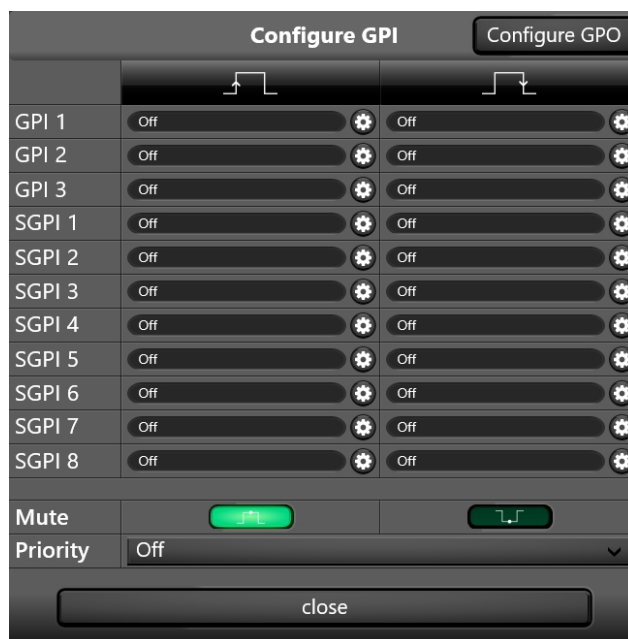 Configure GPI Configure GPO
GPI 1 Off Off
GPI 2 Off Off
GPI 3 Off Off
SGPI 1 Off Off
SGPI 2 Off Off
SGPI 3 Off Off
SGPI 4 Off Off
SGPI 5 Off Off
SGPI 6 Off Off
SGPI 7 Off Off
SGPI 8 Off Off
Mute
Priority Off
close